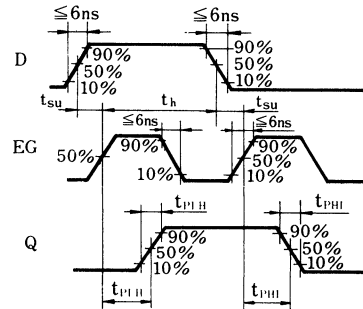 ≦6ns ≦6ns
D 90% 90%
50% 50%
10% 10%
tsu th tsu
≦6ns ≦6ns
EG 90% 90%
50% 50%
10% 10%
tPLH tPHL
Q 90% 90%
50% 50%
10% 10%
tPLH tPHL